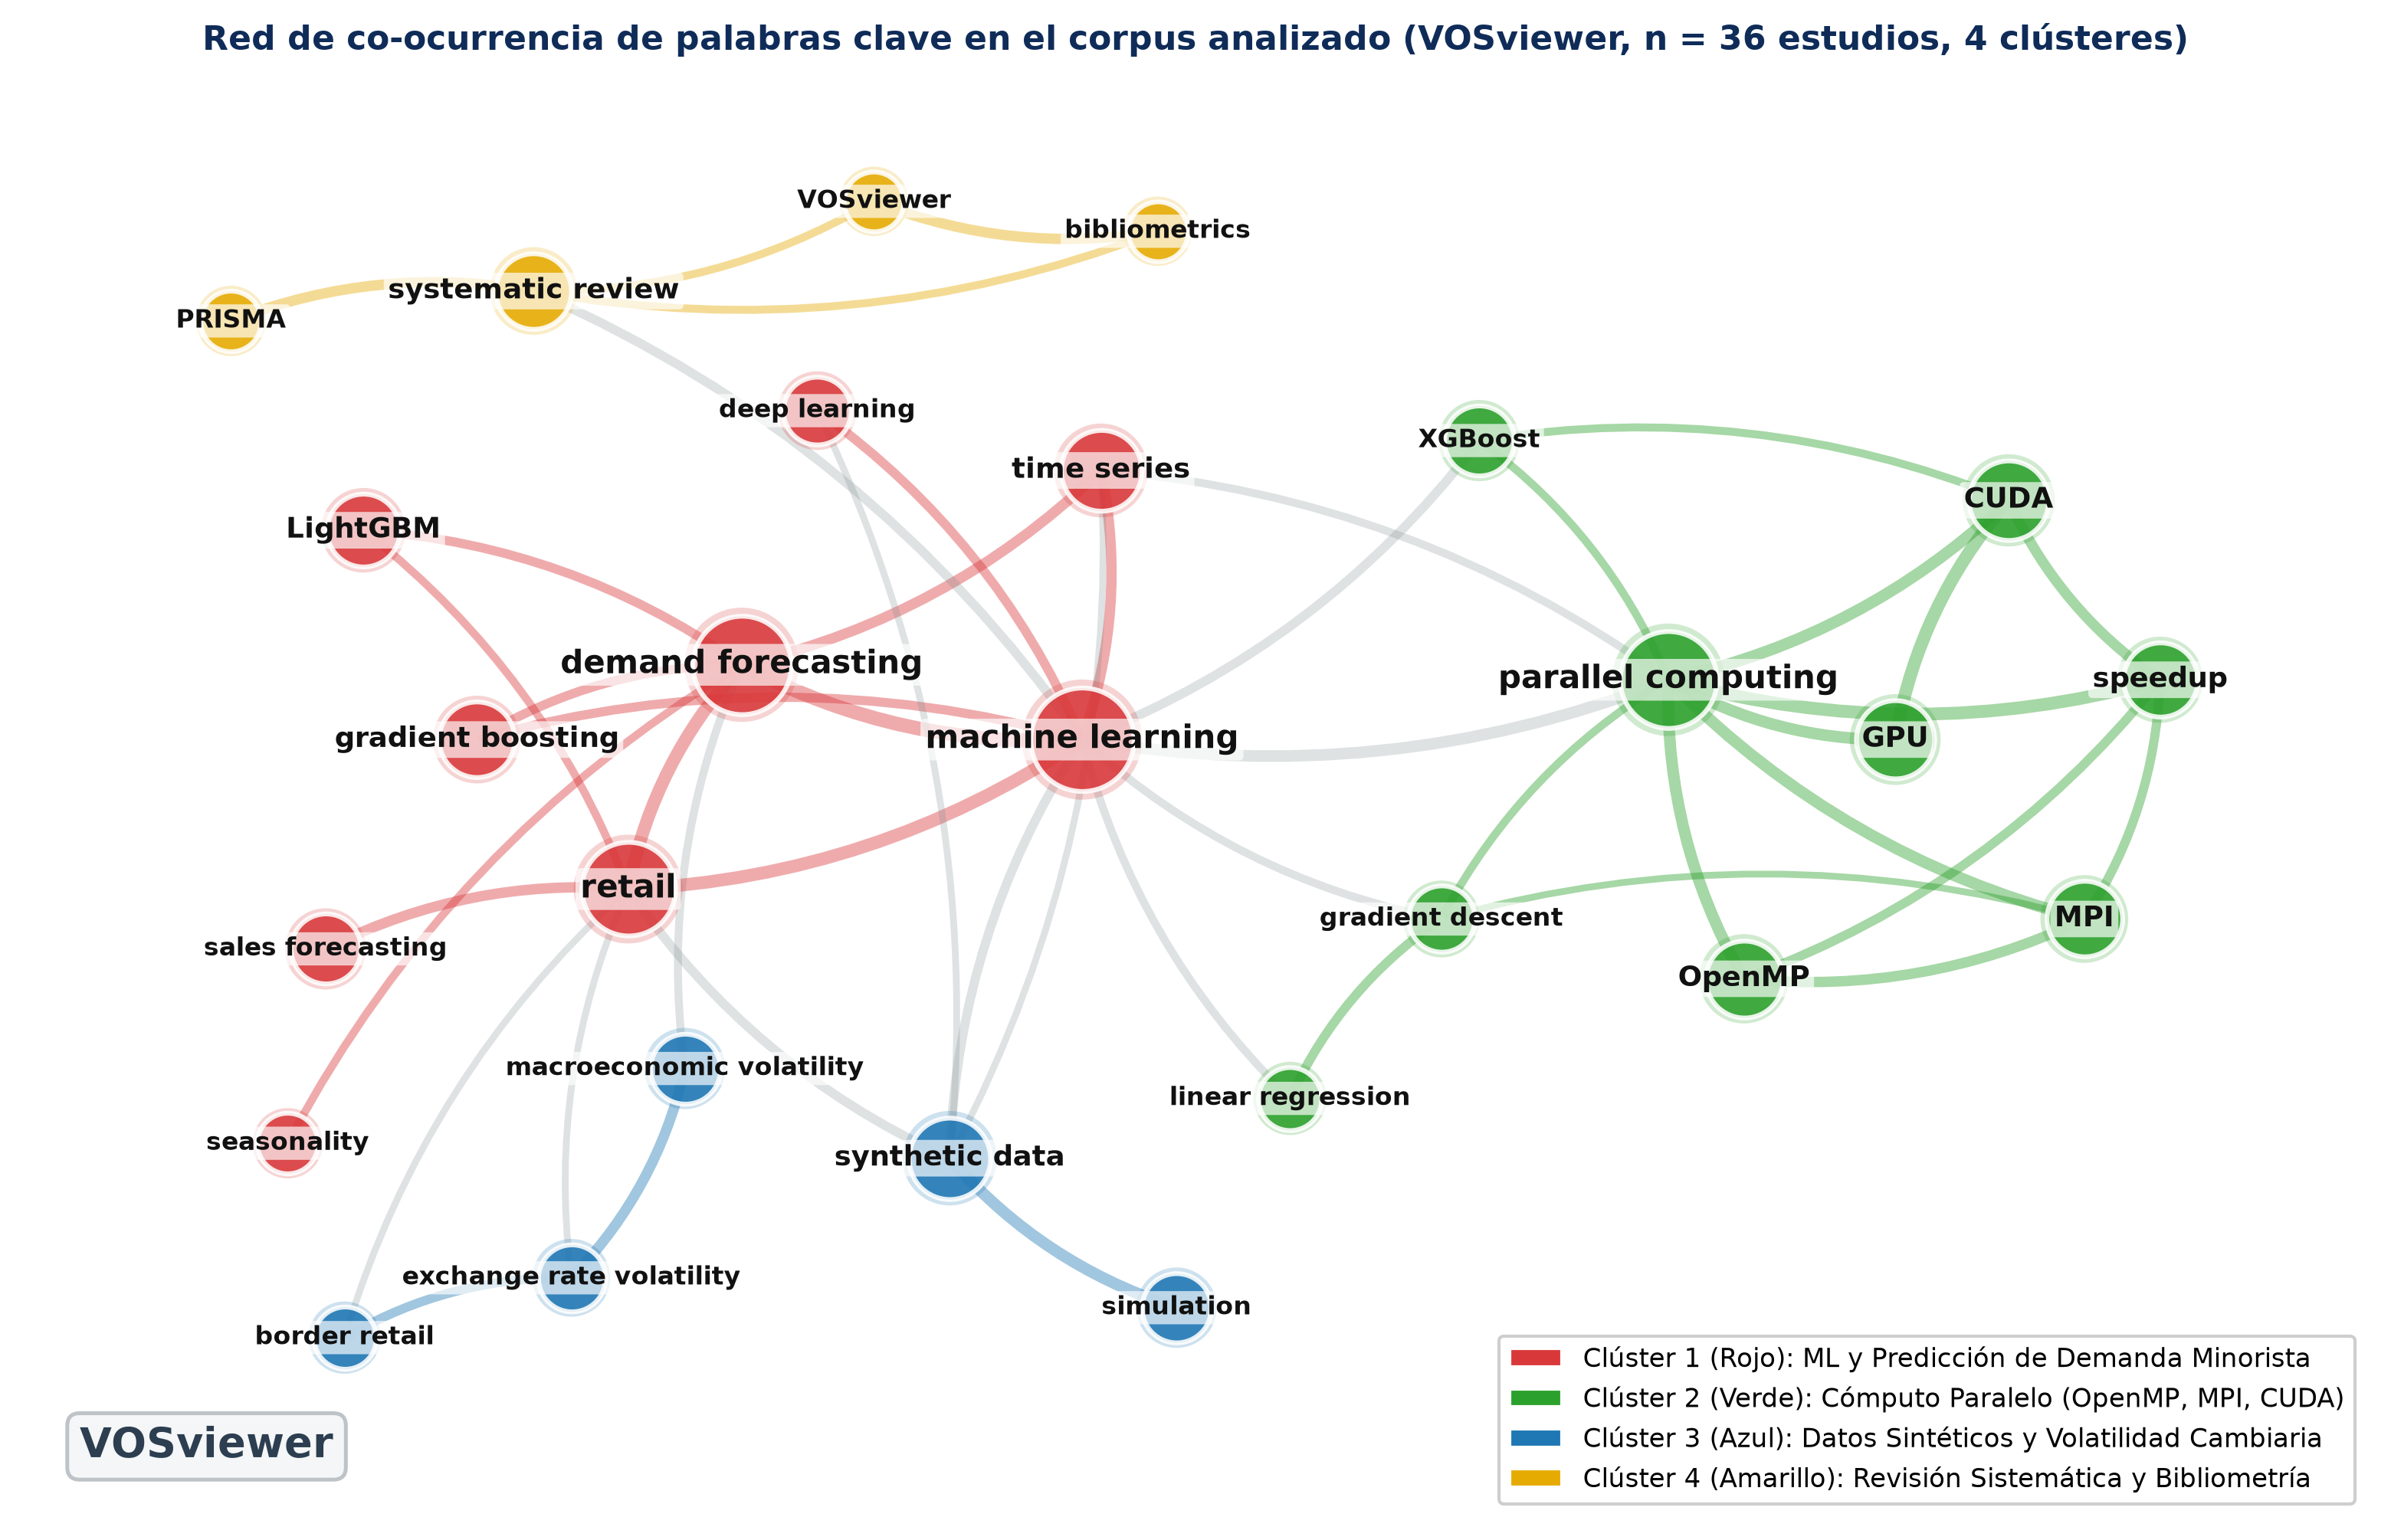 Red de co-ocurrencia de palabras clave en el corpus analizado (VOSviewer, n = 36 estudios, 4 clústeres)
VOSviewer
bibliometrics
systematic review
PRISMA
deep learning
XGBoost
time series
CUDA
LightGBM
demand forecasting
parallel computing
speedup
gradient boosting
machine learning
GPU
retail
gradient descent
MPI
sales forecasting
OpenMP
macroeconomic volatility
linear regression
seasonality
synthetic data
exchange rate volatility
simulation
border retail
Clúster 1 (Rojo): ML y Predicción de Demanda Minorista
Clúster 2 (Verde): Cómputo Paralelo (OpenMP, MPI, CUDA)
Clúster 3 (Azul): Datos Sintéticos y Volatilidad Cambiaria
Clúster 4 (Amarillo): Revisión Sistemática y Bibliometría
VOSviewer